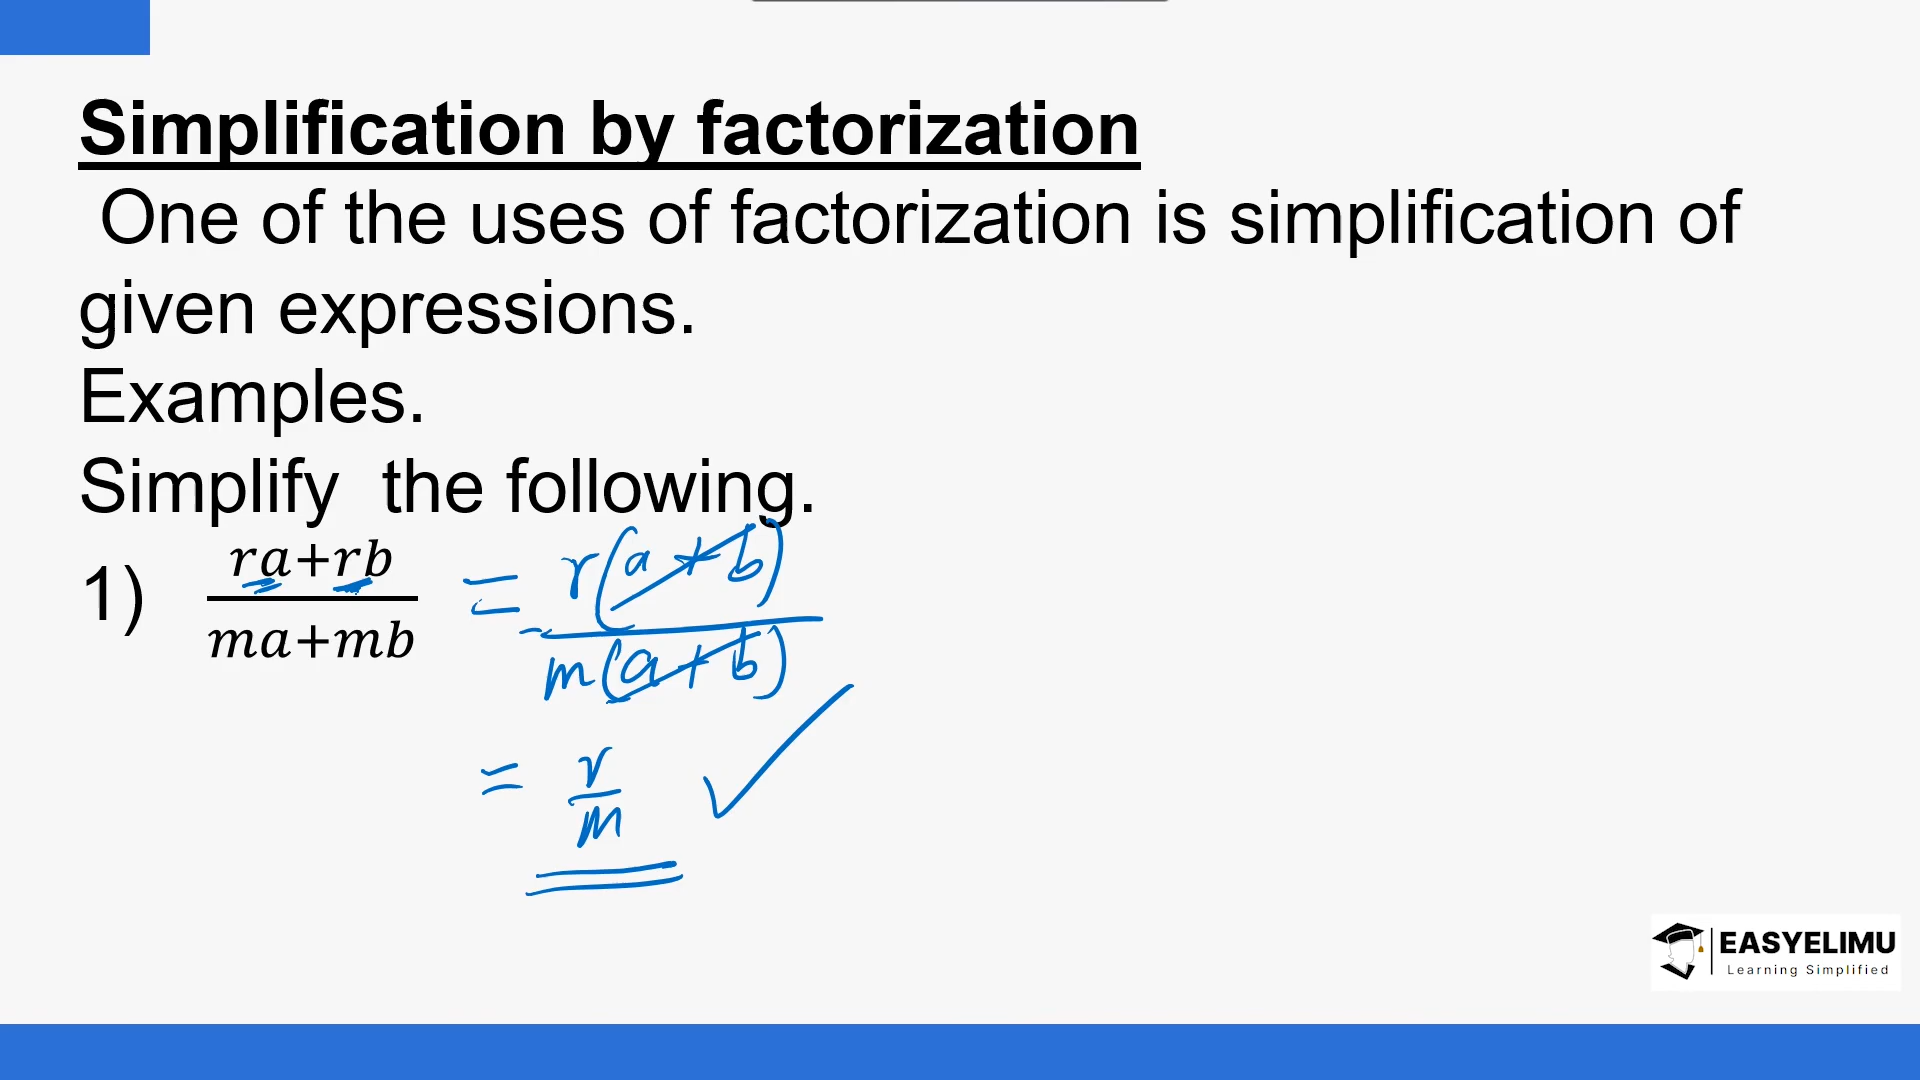 Simplification by factorization
One of the uses of factorization is simplification of
given expressions.
Examples.
Simplify the following.
1) (ra+rb)/(ma+mb) = r(a+b)/m(a+b)
= r/m ✓
EASYELIMU
Learning Simplified